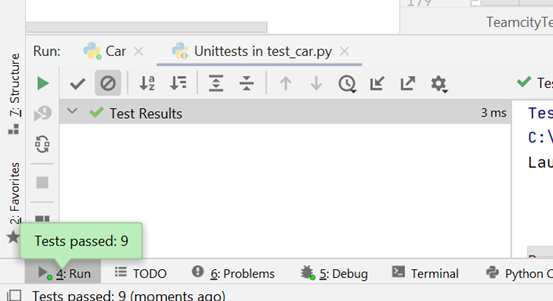 179
TeamcityTe
Run:
Car
Unittests in test_car.py
Test Results
3 ms
Tes
C:\
Lau
7: Structure
2: Favorites
Tests passed: 9
4: Run
TODO
6: Problems
5: Debug
Terminal
Python C
Tests passed: 9 (moments ago)